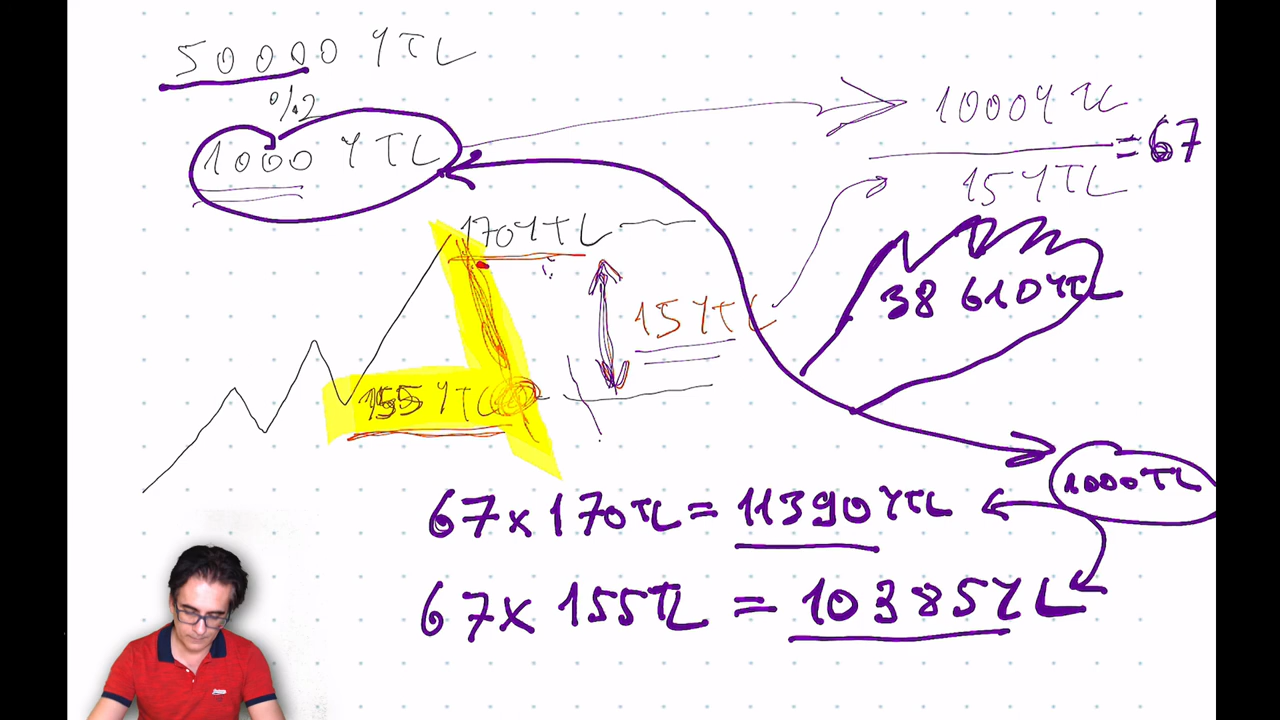 50000 YTL
%2
1000 YTL
1000 YTL
15 YTL
= 67
170 YTL
15 YTL
38 610 YTL
155 YTL
1000 TL
67 x 170 TL = 11390 YTL
67 x 155 TL = 10385 YL